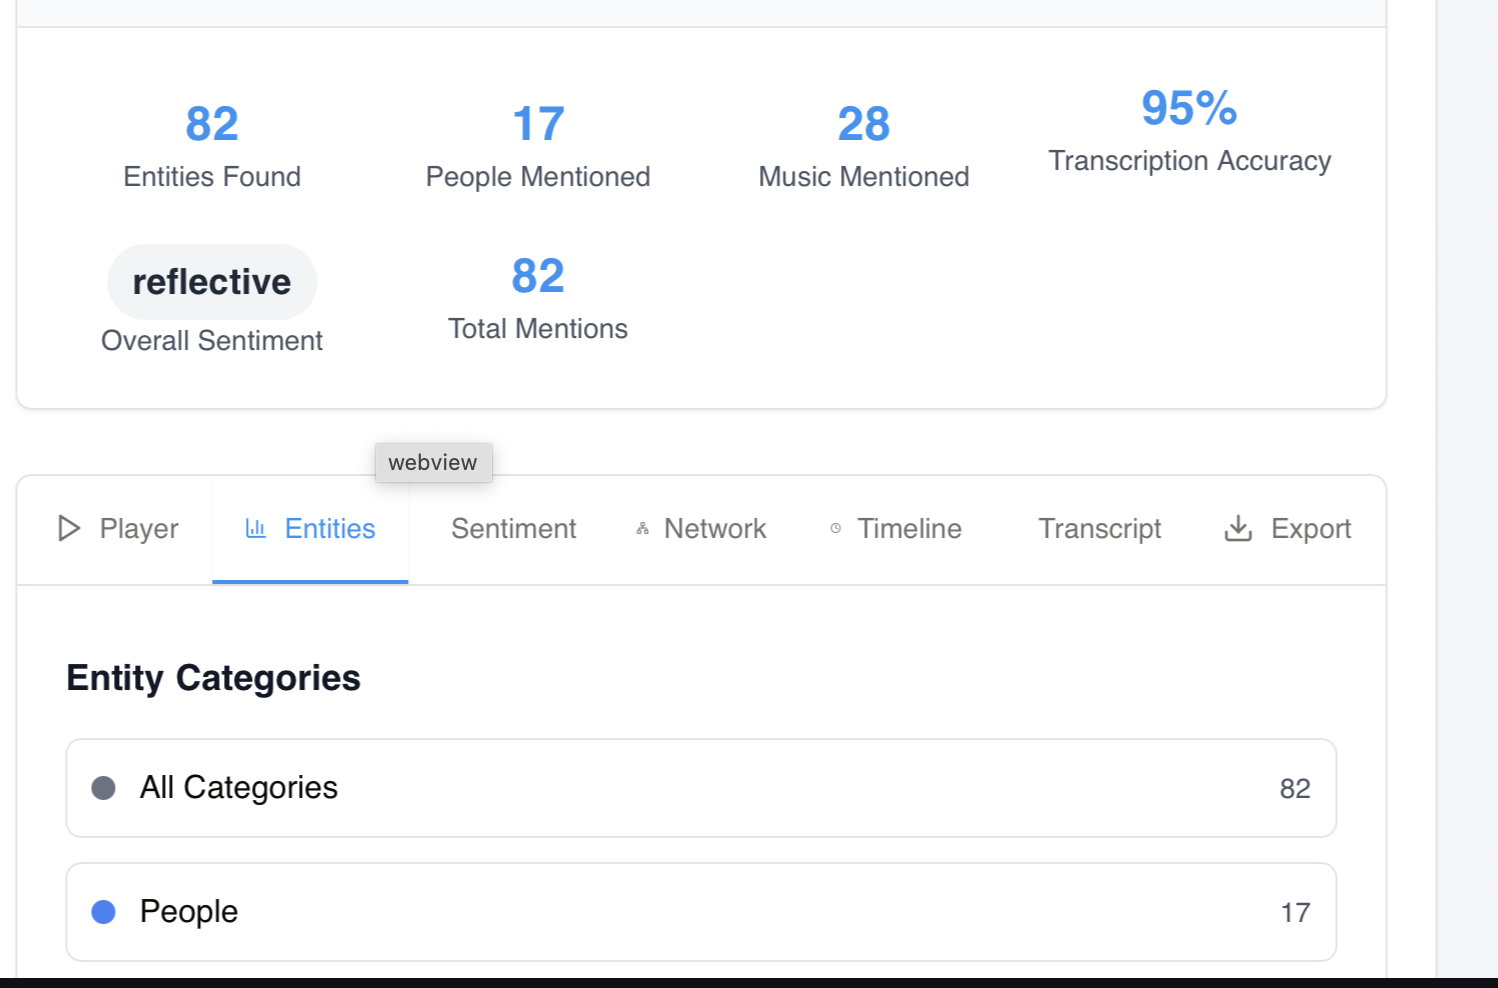 82
Entities Found
17
People Mentioned
28
Music Mentioned
95%
Transcription Accuracy
reflective
Overall Sentiment
82
Total Mentions
webview
Player
Entities
Sentiment
Network
Timeline
Transcript
Export
Entity Categories
All Categories 82
People 17